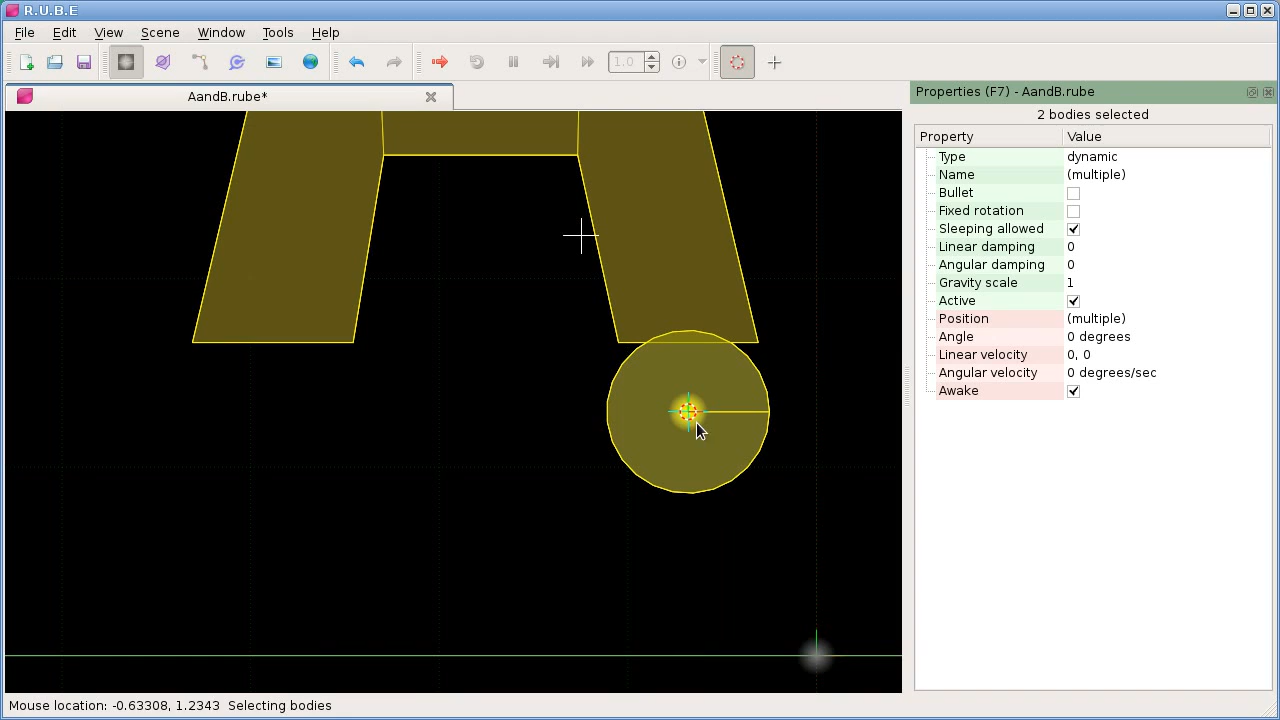 R.U.B.E
File Edit View Scene Window Tools Help
1.0
AandB.rube*
Properties (F7) - AandB.rube
2 bodies selected
Property Value
Type dynamic
Name (multiple)
Bullet
Fixed rotation
Sleeping allowed
Linear damping 0
Angular damping 0
Gravity scale 1
Active
Position (multiple)
Angle 0 degrees
Linear velocity 0, 0
Angular velocity 0 degrees/sec
Awake
Mouse location: -0.63308, 1.2343 Selecting bodies